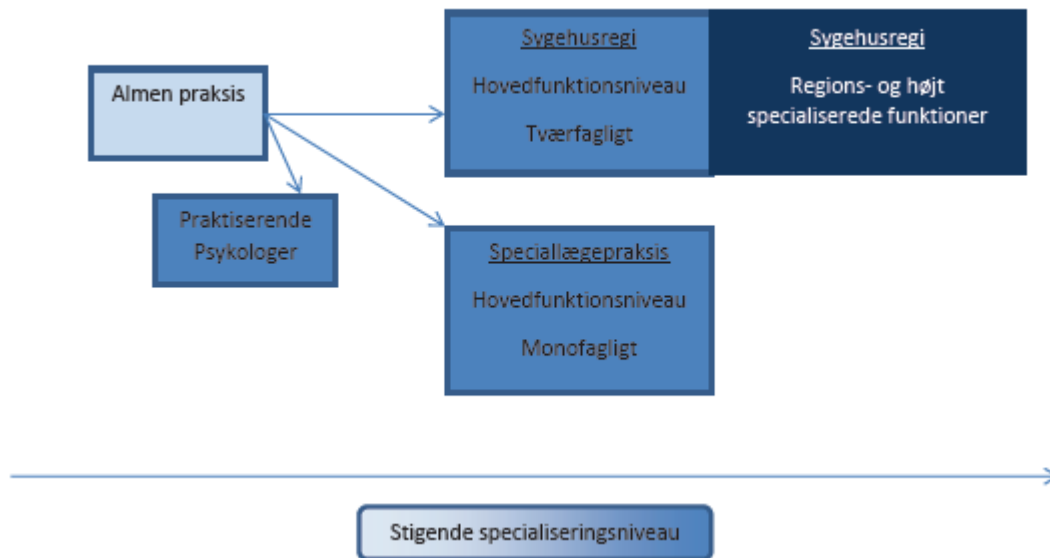 Almen praksis
Sygehusregi
Hovedfunktionsniveau
Tværfagligt
Sygehusregi
Regions- og højt
specialiserede funktioner
Praktiserende
Psykologer
Speciallægepraksis
Hovedfunktionsniveau
Monofagligt
Stigende specialiseringsniveau